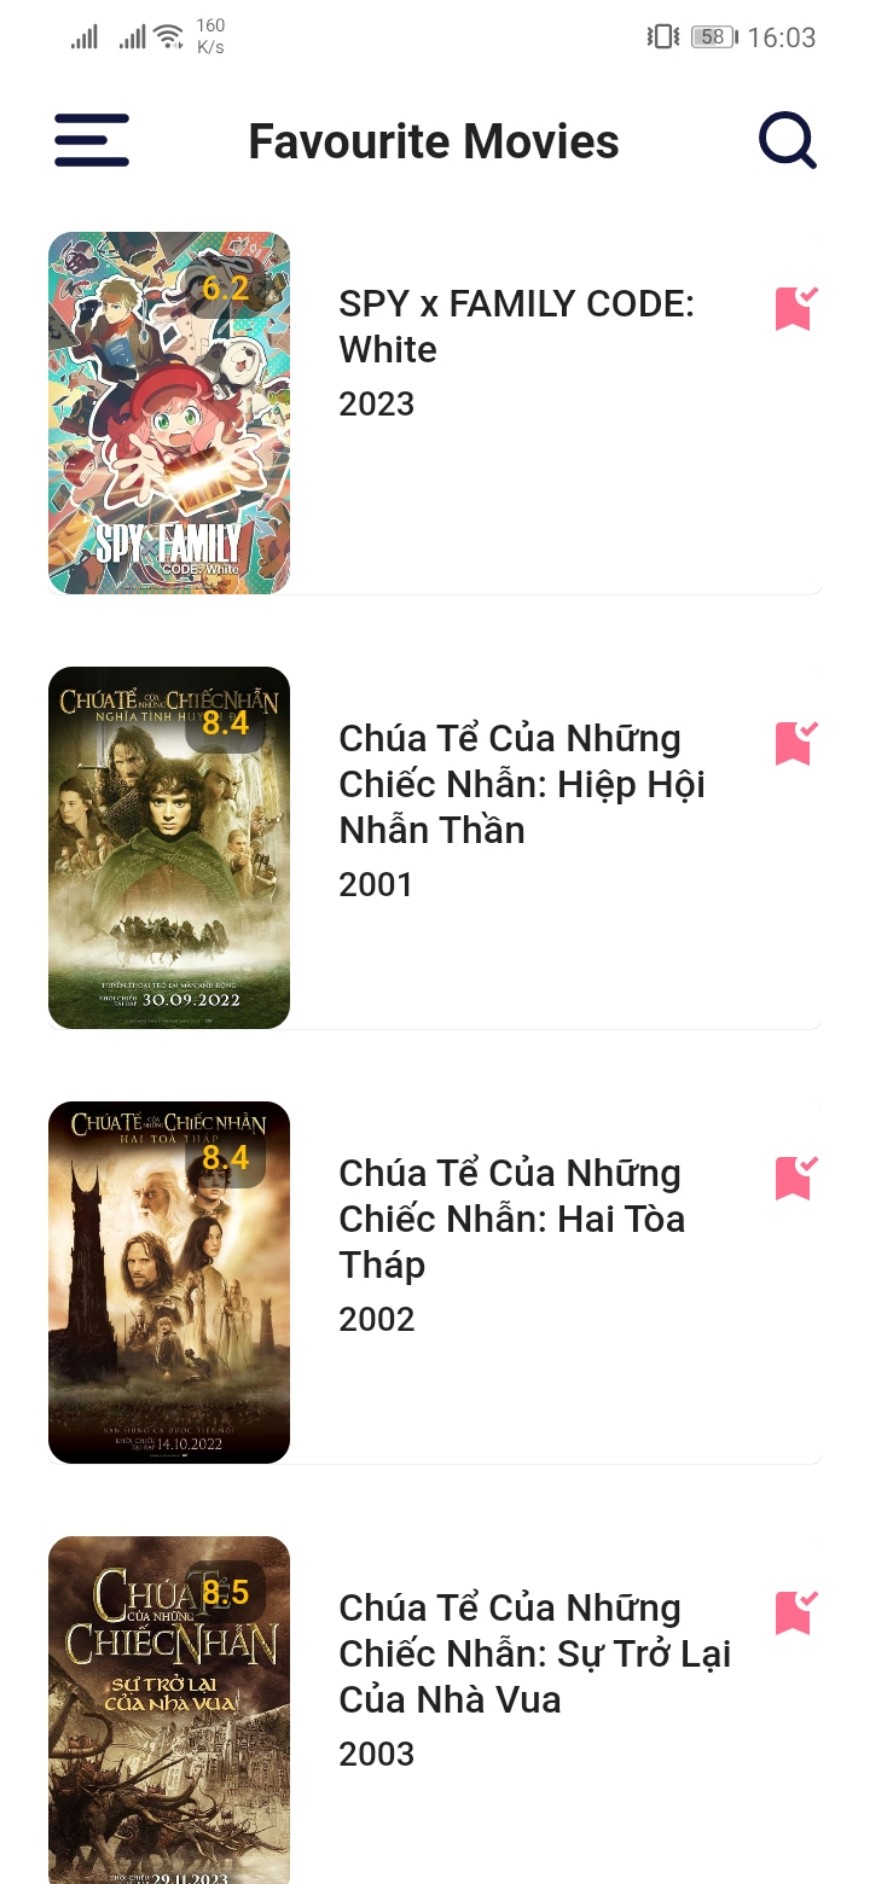 160
K/s
58
16:03
Favourite Movies
6.2
SPY x FAMILY
CODE: White
SPY x FAMILY CODE:
White
2023
CHÚA TỂ CỦA NHỮNG CHIẾC NHẪN
8.4
30.09.2022
Chúa Tể Của Những
Chiếc Nhẫn: Hiệp Hội
Nhẫn Thần
2001
CHÚA TỂ CỦA NHỮNG CHIẾC NHẪN
HAI TOÀ THÁP
8.4
KHỞI CHIẾU TẠI RẠP 14.10.2022
Chúa Tể Của Những
Chiếc Nhẫn: Hai Tòa
Tháp
2002
8.5
CHÚA TỂ
CỦA NHỮNG
CHIẾC NHẪN
SỰ TRỞ LẠI
CỦA NHÀ VUA
29.11.2023
Chúa Tể Của Những
Chiếc Nhẫn: Sự Trở Lại
Của Nhà Vua
2003